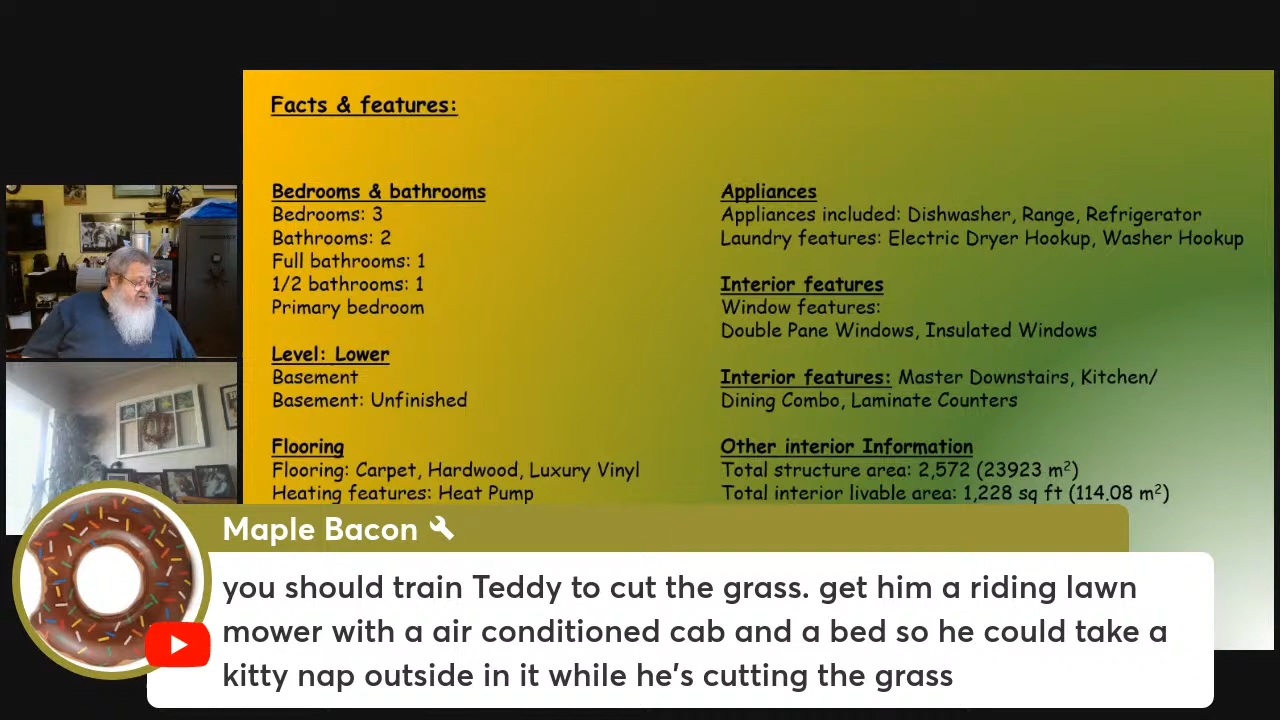 Facts & features:
Bedrooms & bathrooms
Bedrooms: 3
Bathrooms: 2
Full bathrooms: 1
1/2 bathrooms: 1
Primary bedroom
Level: Lower
Basement
Basement: Unfinished
Flooring
Flooring: Carpet, Hardwood, Luxury Vinyl
Heating features: Heat Pump
Appliances
Appliances included: Dishwasher, Range, Refrigerator
Laundry features: Electric Dryer Hookup, Washer Hookup
Interior features
Window features:
Double Pane Windows, Insulated Windows
Interior features: Master Downstairs, Kitchen/
Dining Combo, Laminate Counters
Other interior Information
Total structure area: 2,572 (23923 m²)
Total interior livable area: 1,228 sq ft (114.08 m²)
Maple Bacon
you should train Teddy to cut the grass. get him a riding lawn
mower with a air conditioned cab and a bed so he could take a
kitty nap outside in it while he's cutting the grass